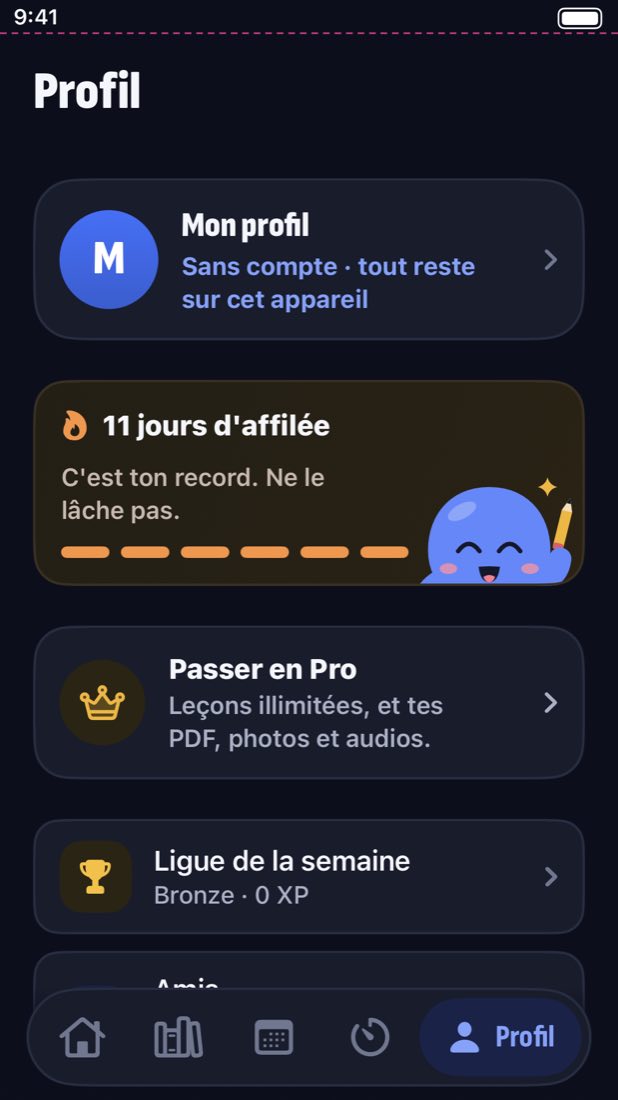 9:41
Profil
M
Mon profil
Sans compte · tout reste
sur cet appareil
11 jours d'affilée
C'est ton record. Ne le
lâche pas.
Passer en Pro
Leçons illimitées, et tes
PDF, photos et audios.
Ligue de la semaine
Bronze · 0 XP
Amis
Profil